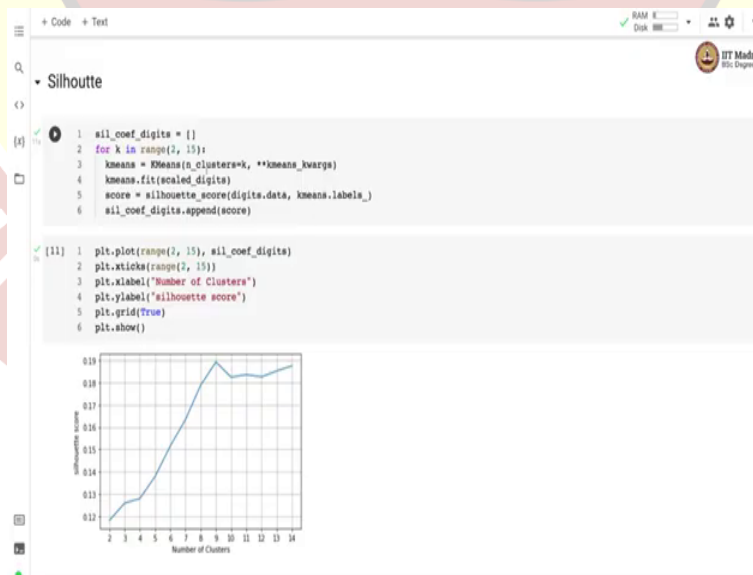 + Code + Text
RAM
Disk
IIT Madr
BSc Degree
Silhoutte
{x}
1 sil_coef_digits = []
2 for k in range(2, 15):
3 kmeans = KMeans(n_clusters=k, **kmeans_kwargs)
4 kmeans.fit(scaled_digits)
5 score = silhouette_score(digits.data, kmeans.labels_)
6 sil_coef_digits.append(score)
[11] 1 plt.plot(range(2, 15), sil_coef_digits)
2 plt.xticks(range(2, 15))
3 plt.xlabel("Number of Clusters")
4 plt.ylabel("silhouette score")
5 plt.grid(True)
6 plt.show()
0.19
0.18
0.17
0.16
0.15
0.14
0.13
0.12
silhouette score
2 3 4 5 6 7 8 9 10 11 12 13 14
Number of Clusters